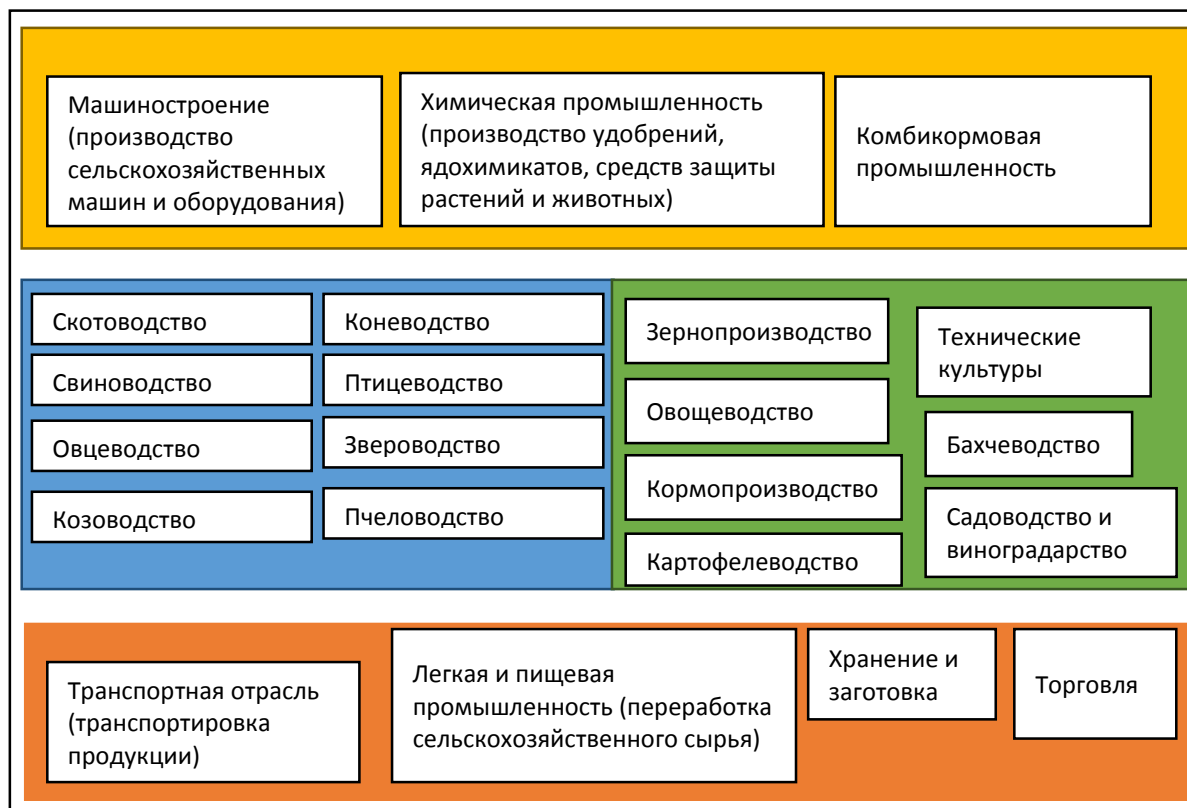 Машиностроение
(производство
сельскохозяйственных
машин и оборудования)
Химическая промышленность
(производство удобрений,
ядохимикатов, средств защиты
растений и животных)
Комбикормовая
промышленность
Скотоводство
Свиноводство
Овцеводство
Козоводство
Коневодство
Птицеводство
Звероводство
Пчеловодство
Зернопроизводство
Овощеводство
Кормопроизводство
Картофелеводство
Технические
культуры
Бахчеводство
Садоводство и
виноградарство
Транспортная отрасль
(транспортировка
продукции)
Легкая и пищевая
промышленность (переработка
сельскохозяйственного сырья)
Хранение и
заготовка
Торговля